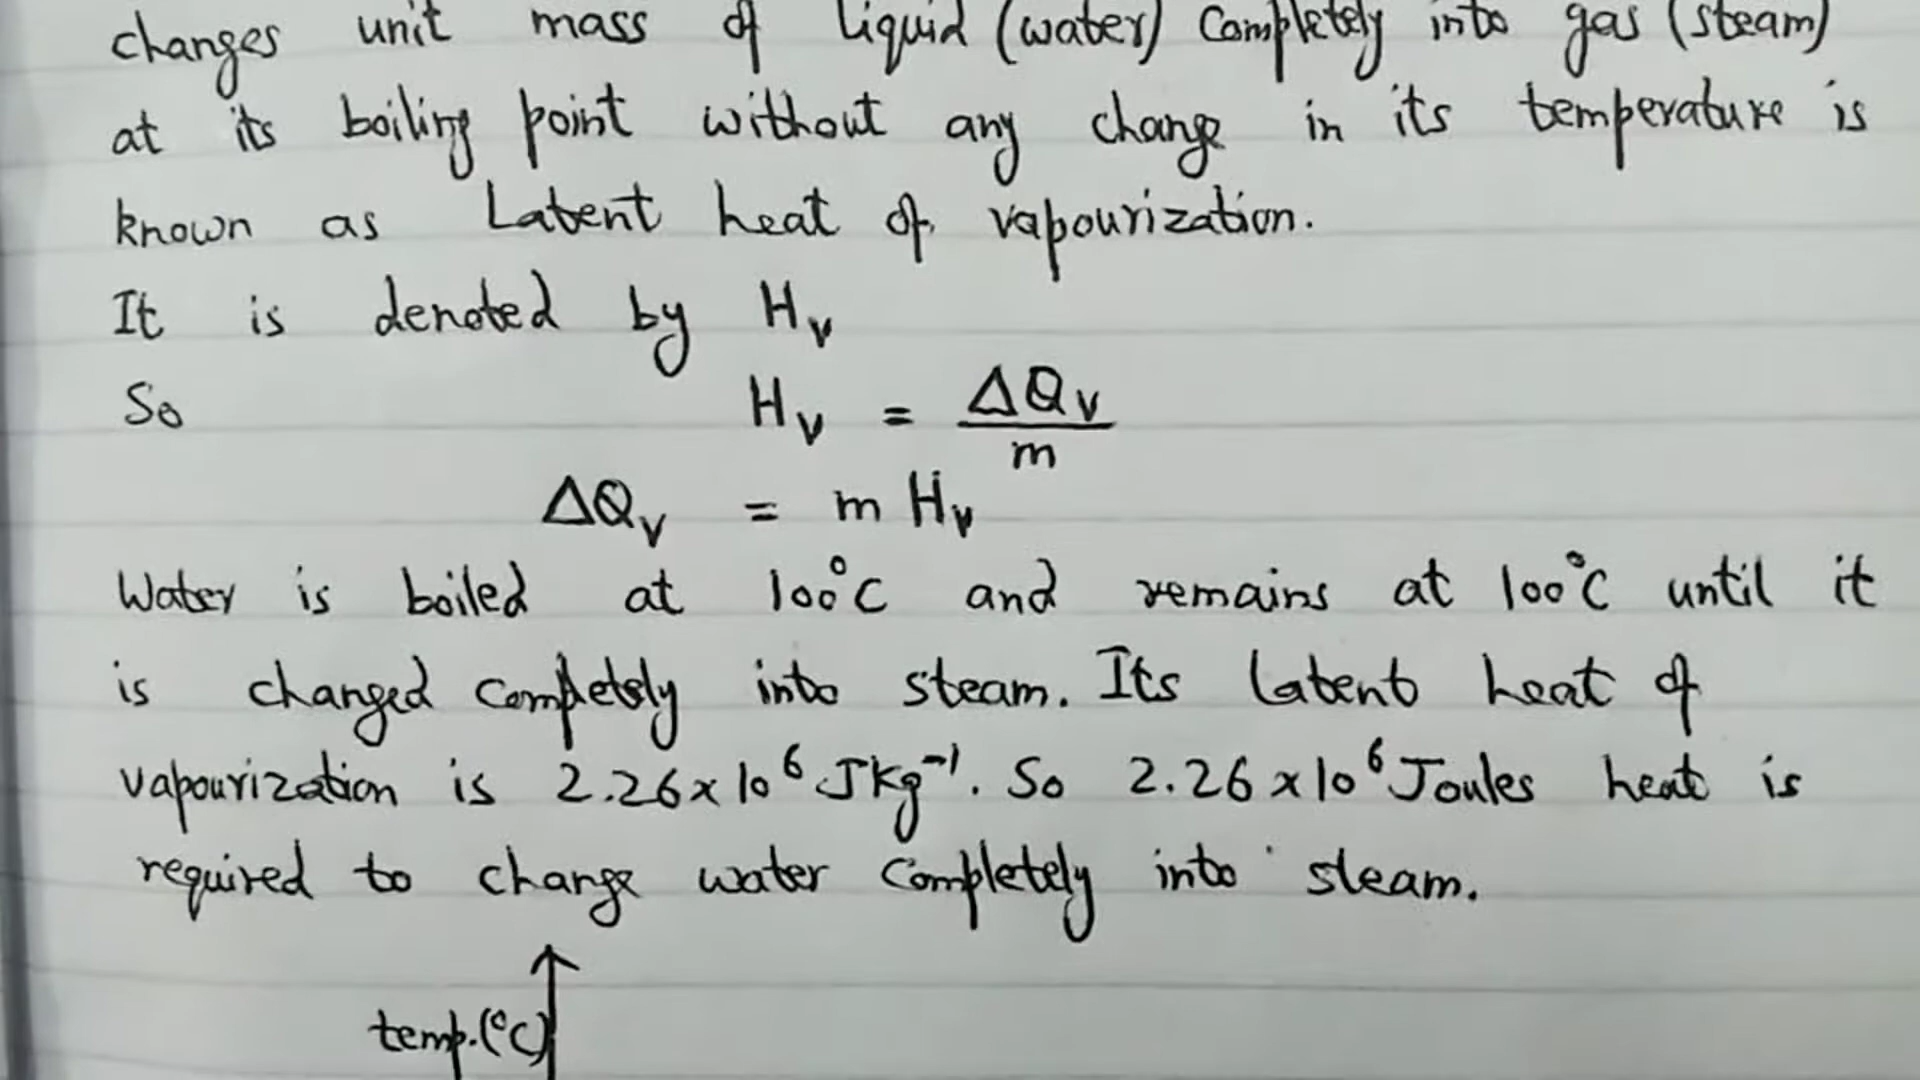 changes unit mass of liquid (water) completely into gas (steam)
at its boiling point without any change in its temperature is
known as Latent heat of vapourization.
It is denoted by Hv
So Hv = ΔQv / m
ΔQv = m Hv
Water is boiled at 100°C and remains at 100°C until it
is changed completely into steam. Its latent heat of
vapourization is 2.26 x 10⁶ Jkg⁻¹. So 2.26 x 10⁶ Joules heat is
required to change water completely into steam.
temp.(°C)